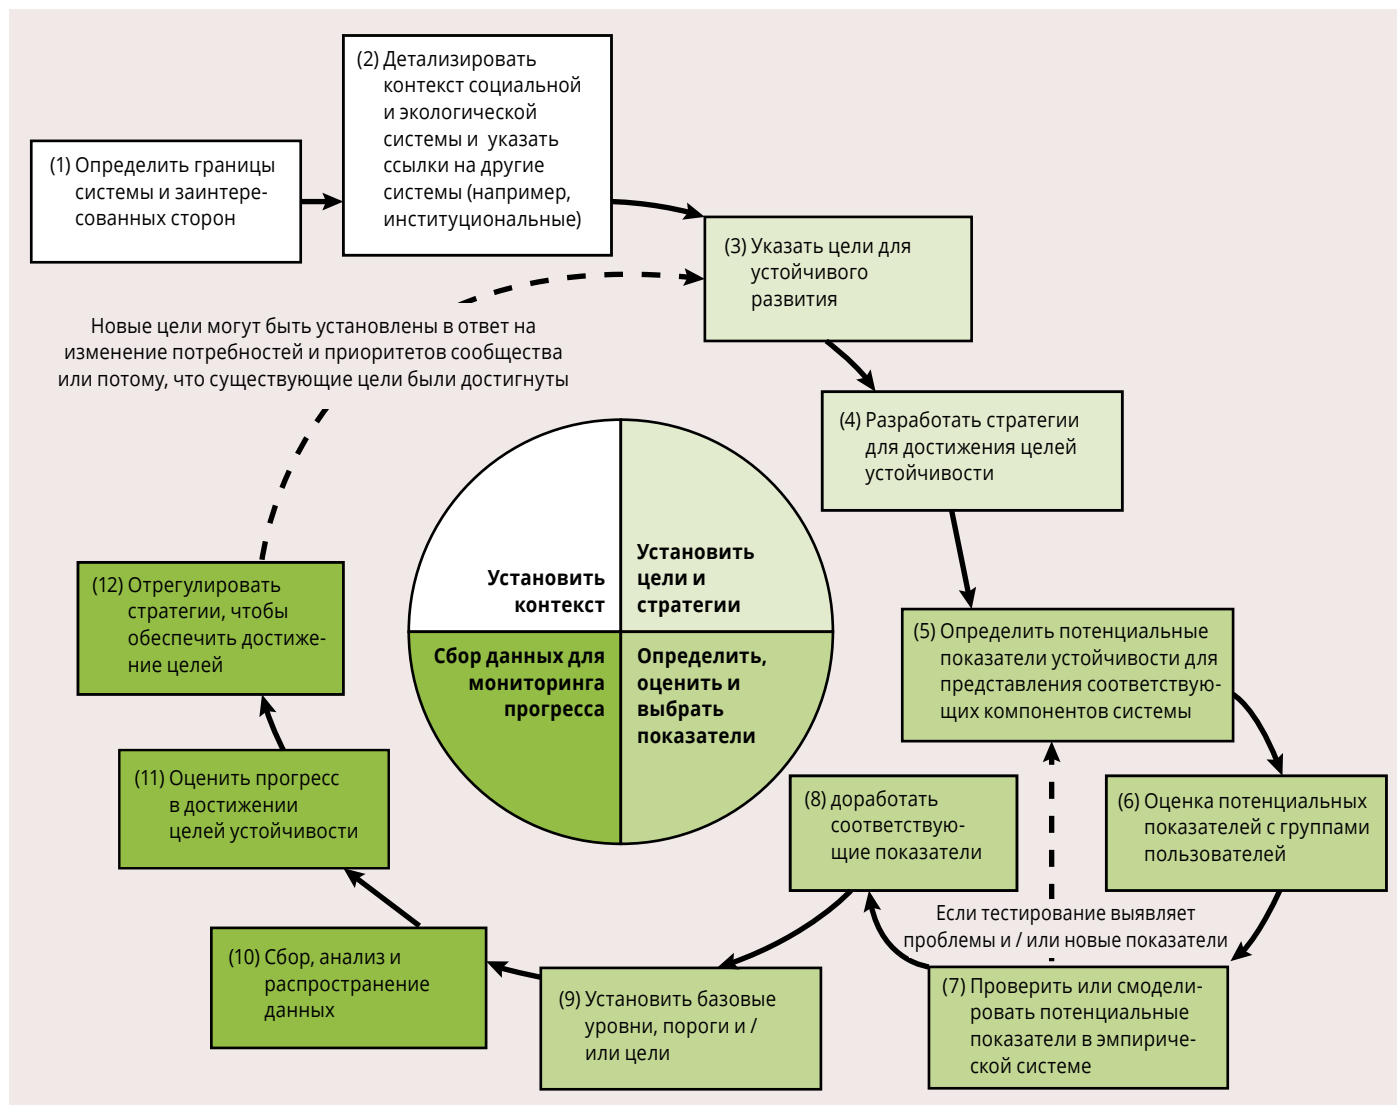 (1) Определить границы
системы и заинтере-
сованных сторон
(2) Детализировать
контекст социальной
и экологической
системы и указать
ссылки на другие
системы (например,
институциональные)
(3) Указать цели для
устойчивого
развития
Новые цели могут быть установлены в ответ на
изменение потребностей и приоритетов сообщества
или потому, что существующие цели были достигнуты
(4) Разработать стратегии
для достижения целей
устойчивости
Установить
контекст
Установить
цели и
стратегии
Сбор данных для
мониторинга
прогресса
Определить,
оценить и
выбрать
показатели
(5) Определить потенциальные
показатели устойчивости для
представления соответствую-
щих компонентов системы
(6) Оценка потенциальных
показателей с группами
пользователей
Если тестирование выявляет
проблемы и / или новые показатели
(7) Проверить или смодели-
ровать потенциальные
показатели в эмпириче-
ской системе
(8) доработать
соответствую-
щие показатели
(9) Установить базовые
уровни, пороги и /
или цели
(10) Сбор, анализ и
распространение
данных
(11) Оценить прогресс
в достижении
целей устойчивости
(12) Отрегулировать
стратегии, чтобы
обеспечить достиже-
ние целей